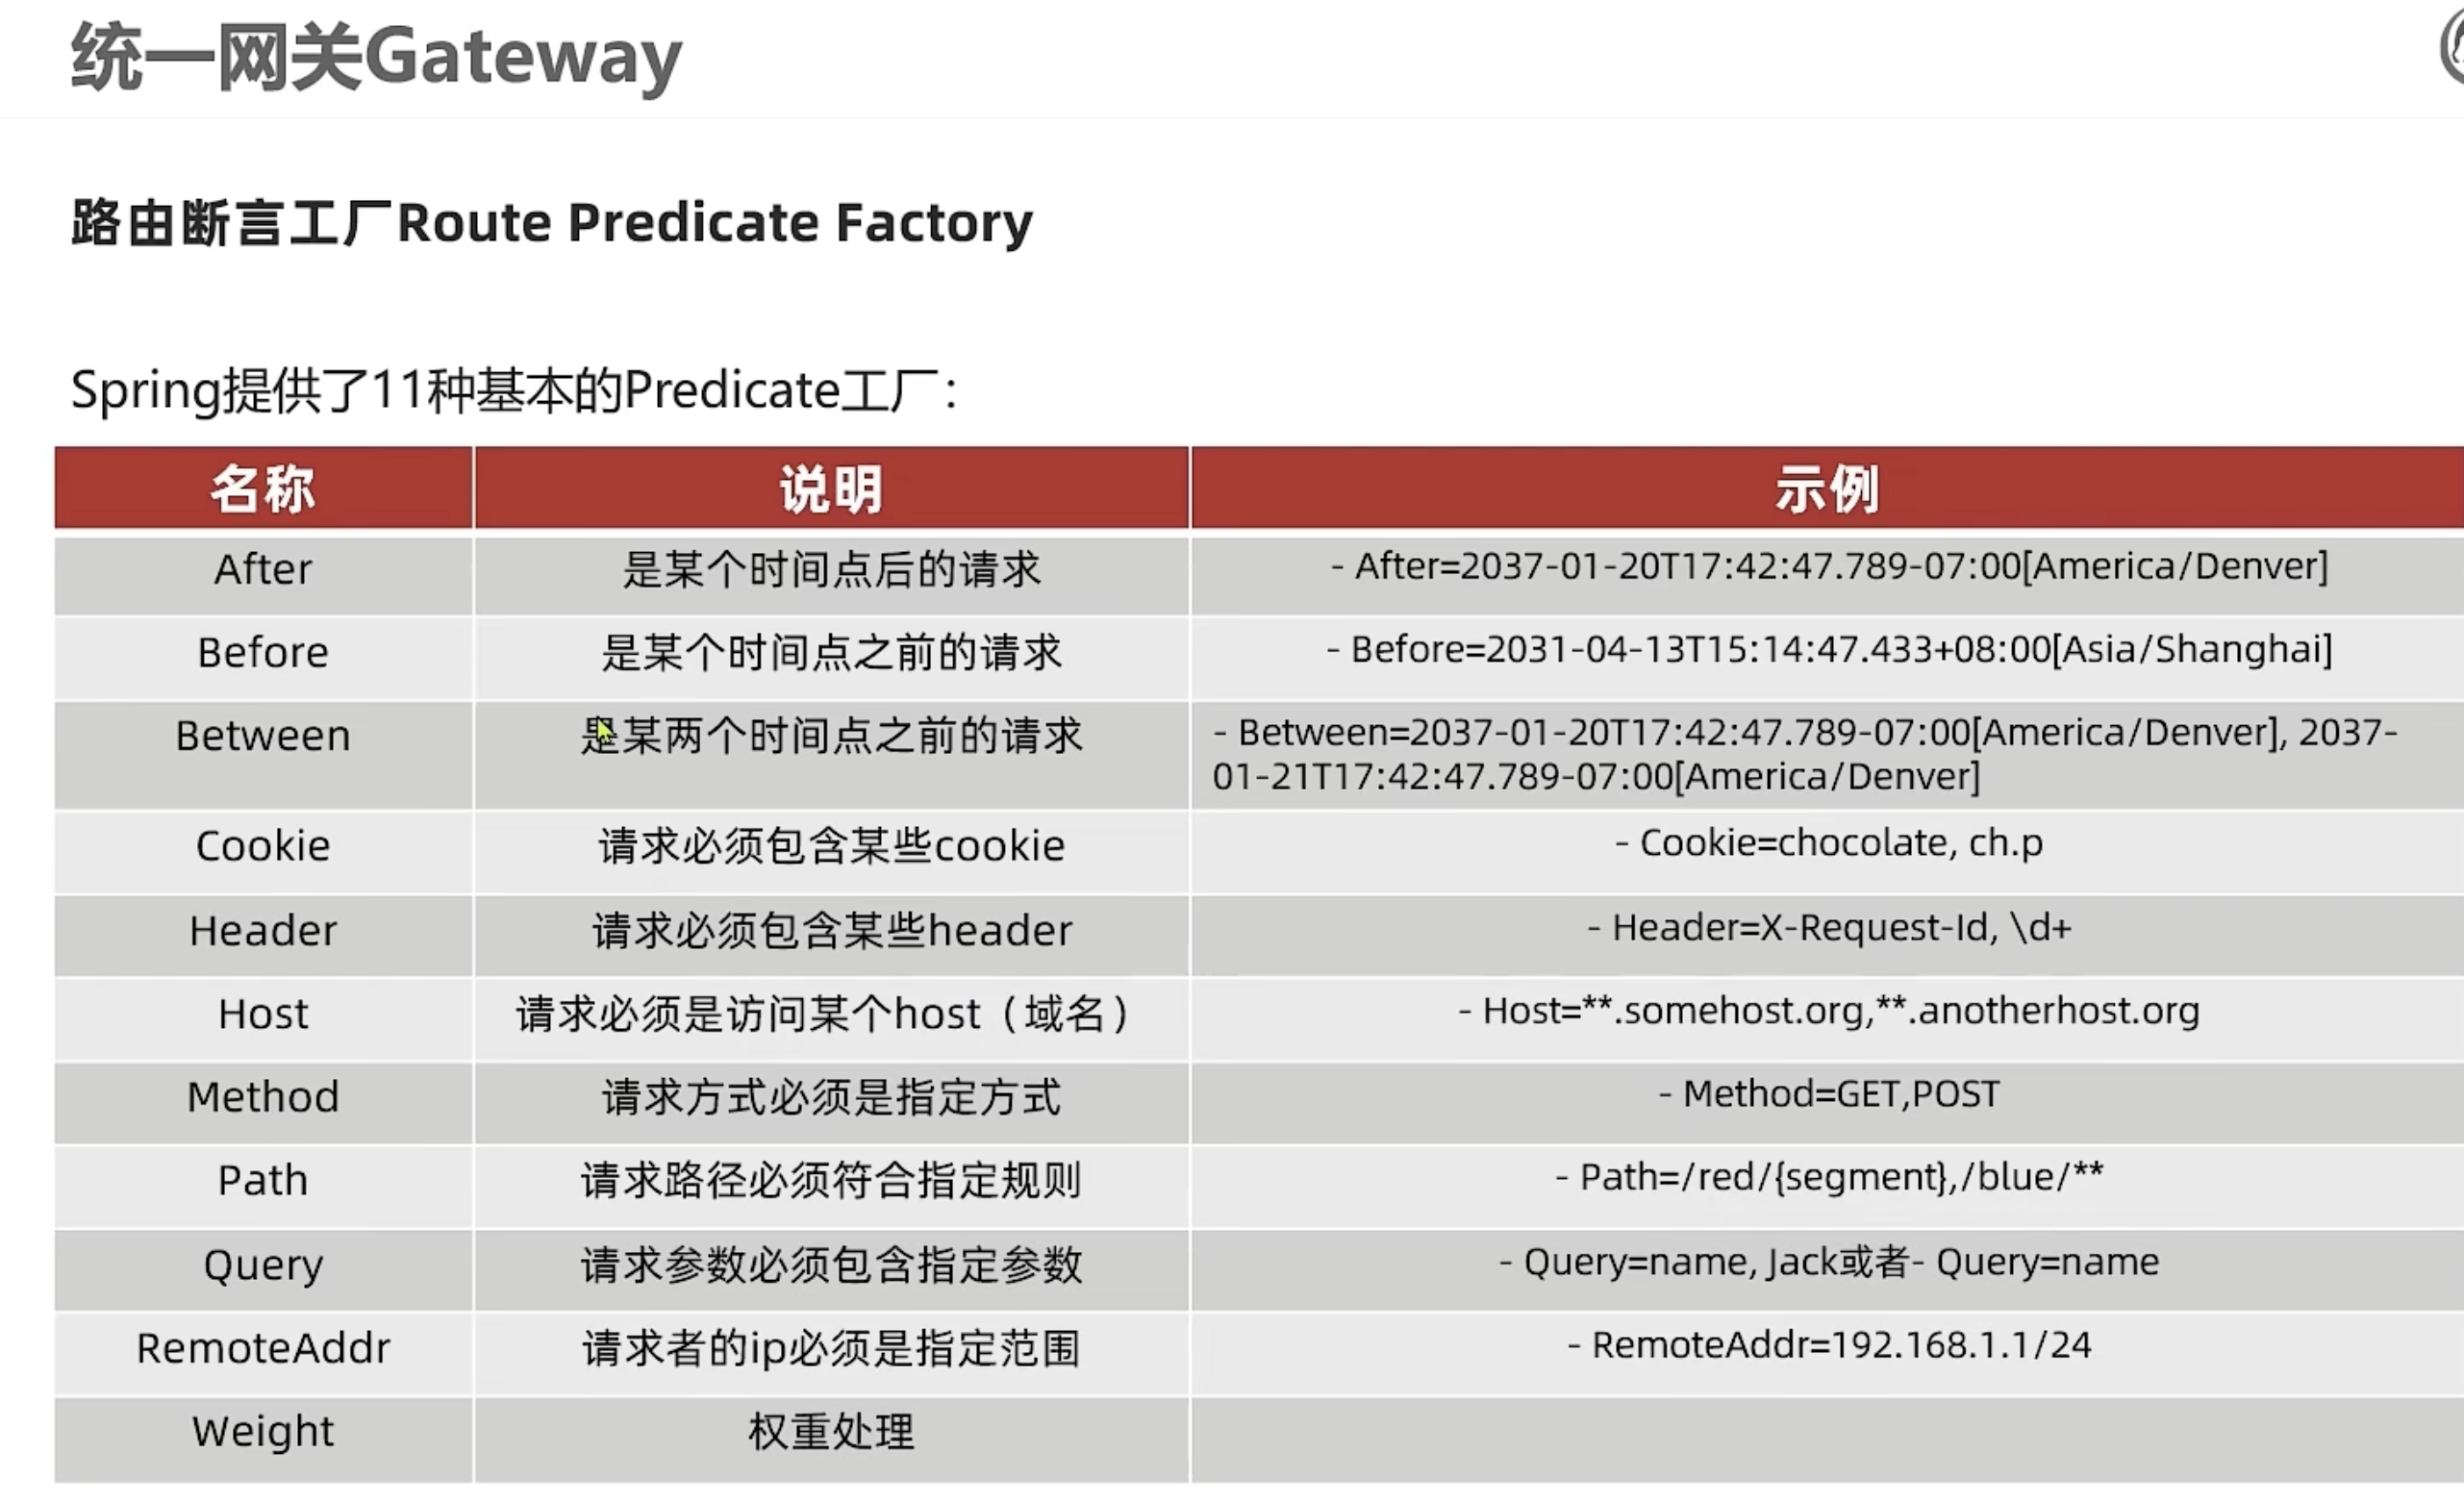 统一网关Gateway
路由断言工厂Route Predicate Factory
Spring提供了11种基本的Predicate工厂：
名称 说明 示例
After 是某个时间点后的请求 - After=2037-01-20T17:42:47.789-07:00[America/Denver]
Before 是某个时间点之前的请求 - Before=2031-04-13T15:14:47.433+08:00[Asia/Shanghai]
Between 是某两个时间点之前的请求 - Between=2037-01-20T17:42:47.789-07:00[America/Denver], 2037-
01-21T17:42:47.789-07:00[America/Denver]
Cookie 请求必须包含某些cookie - Cookie=chocolate, ch.p
Header 请求必须包含某些header - Header=X-Request-Id, \d+
Host 请求必须是访问某个host（域名） - Host=**.somehost.org,**.anotherhost.org
Method 请求方式必须是指定方式 - Method=GET,POST
Path 请求路径必须符合指定规则 - Path=/red/{segment},/blue/**
Query 请求参数必须包含指定参数 - Query=name, Jack或者- Query=name
RemoteAddr 请求者的ip必须是指定范围 - RemoteAddr=192.168.1.1/24
Weight 权重处理